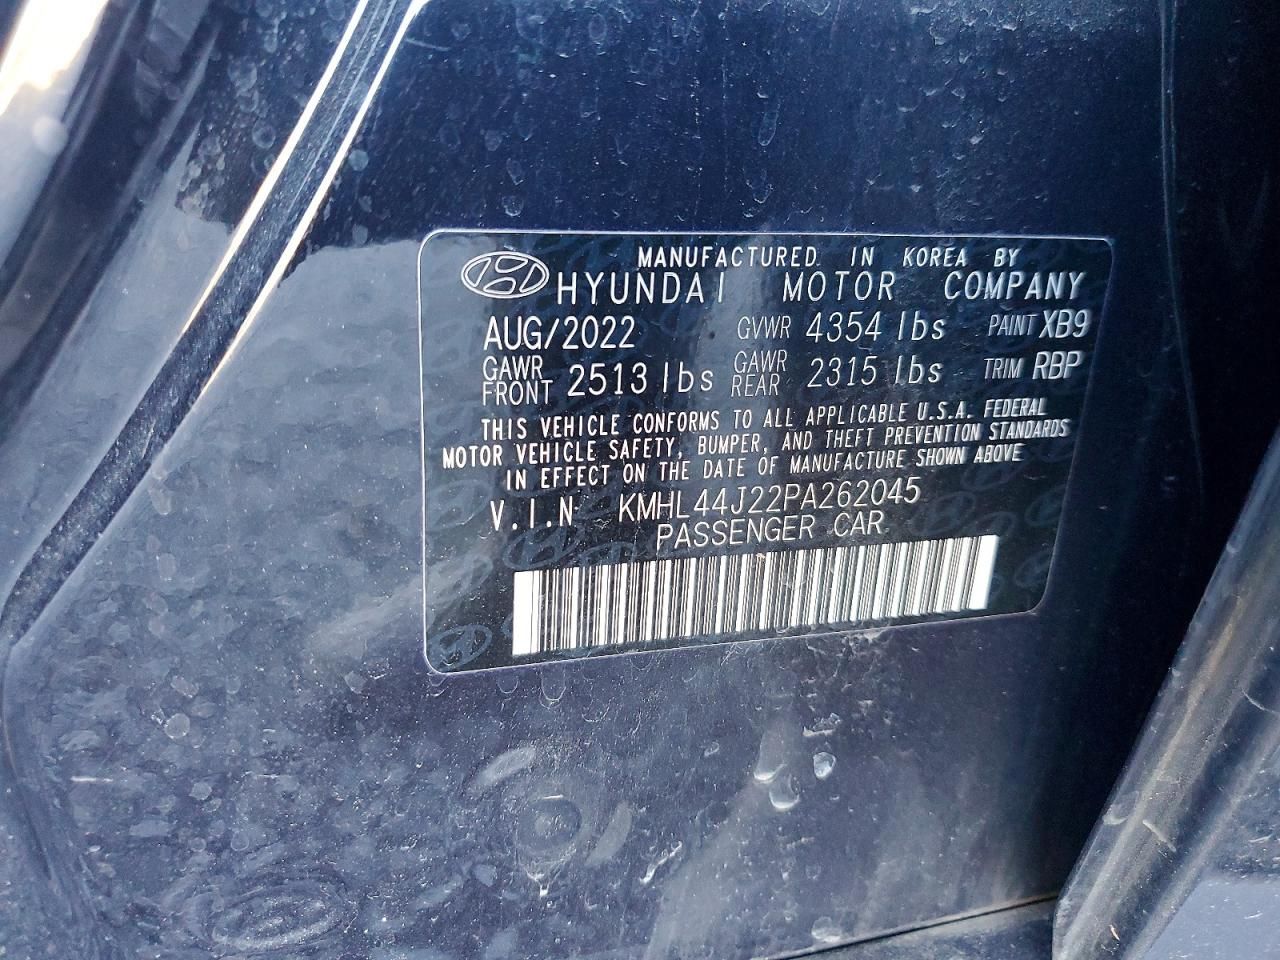 MANUFACTURED IN KOREA BY
HYUNDAI MOTOR COMPANY
AUG/2022 GVWR 4354 lbs PAINT XB9
GAWR FRONT 2513 lbs GAWR REAR 2315 lbs TRIM RBP
THIS VEHICLE CONFORMS TO ALL APPLICABLE U.S.A. FEDERAL
MOTOR VEHICLE SAFETY, BUMPER, AND THEFT PREVENTION STANDARDS
IN EFFECT ON THE DATE OF MANUFACTURE SHOWN ABOVE
V.I.N KMHL44J22PA262045
PASSENGER CAR